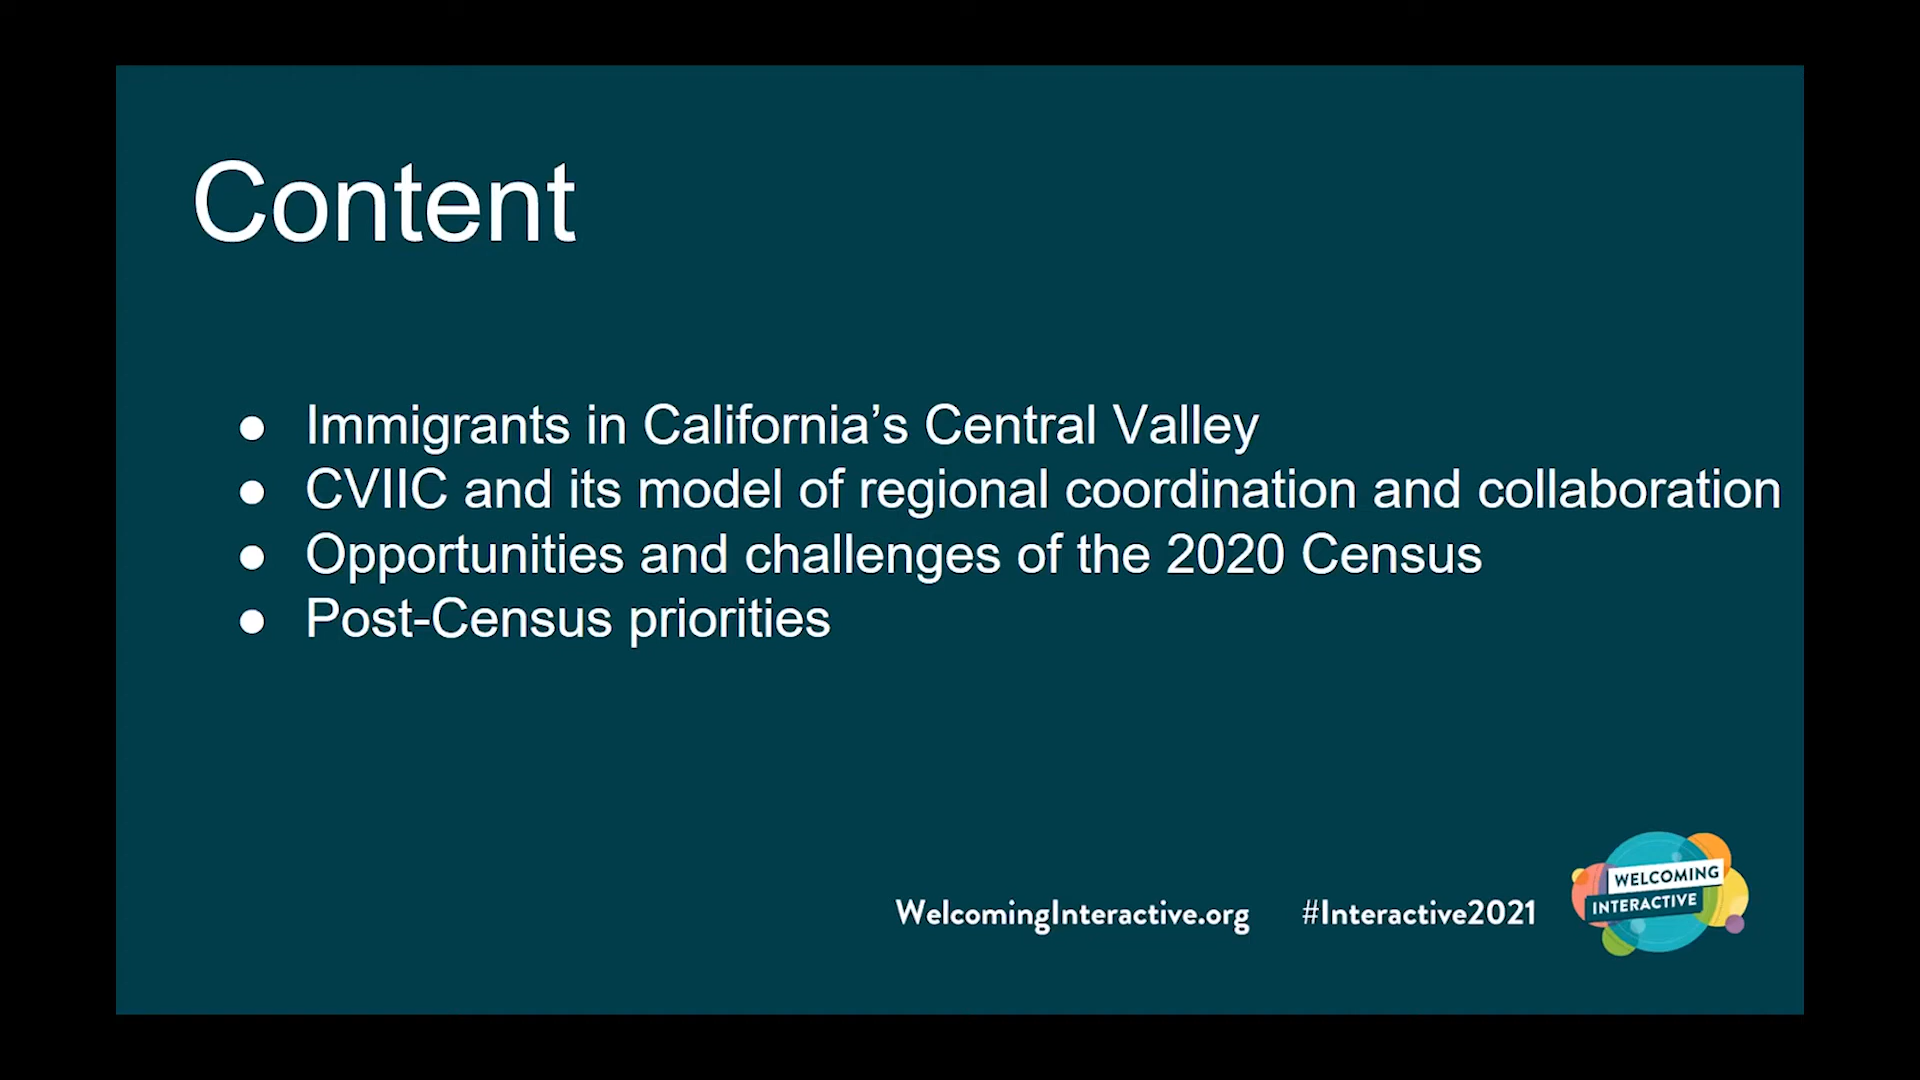 Content
● Immigrants in California’s Central Valley
● CVIIC and its model of regional coordination and collaboration
● Opportunities and challenges of the 2020 Census
● Post-Census priorities
WelcomingInteractive.org #Interactive2021
WELCOMING
INTERACTIVE